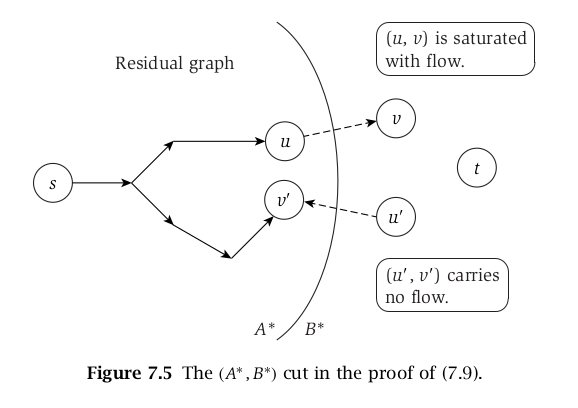 (u, v) is saturated
with flow.
Residual graph
v
u
t
s
v′
u′
(u′, v′) carries
no flow.
A* B*
Figure 7.5 The (A*, B*) cut in the proof of (7.9).